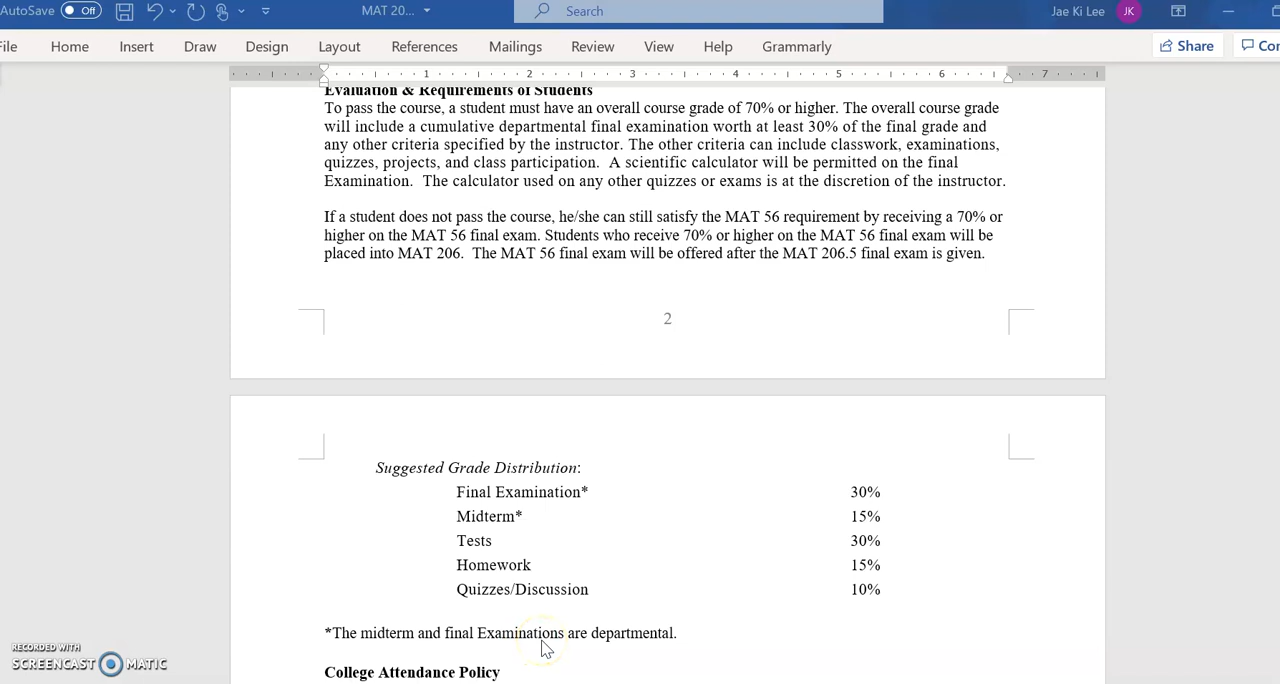 AutoSave Off MAT 20... Search Jae Ki Lee JK
File Home Insert Draw Design Layout References Mailings Review View Help Grammarly Share Con
1 2 3 4 5 6 7
Evaluation & Requirements of Students
To pass the course, a student must have an overall course grade of 70% or higher. The overall course grade
will include a cumulative departmental final examination worth at least 30% of the final grade and
any other criteria specified by the instructor. The other criteria can include classwork, examinations,
quizzes, projects, and class participation. A scientific calculator will be permitted on the final
Examination. The calculator used on any other quizzes or exams is at the discretion of the instructor.
If a student does not pass the course, he/she can still satisfy the MAT 56 requirement by receiving a 70% or
higher on the MAT 56 final exam. Students who receive 70% or higher on the MAT 56 final exam will be
placed into MAT 206. The MAT 56 final exam will be offered after the MAT 206.5 final exam is given.
2
Suggested Grade Distribution:
Final Examination* 30%
Midterm* 15%
Tests 30%
Homework 15%
Quizzes/Discussion 10%
*The midterm and final Examinations are departmental.
College Attendance Policy
RECORDED WITH
SCREENCAST MATIC